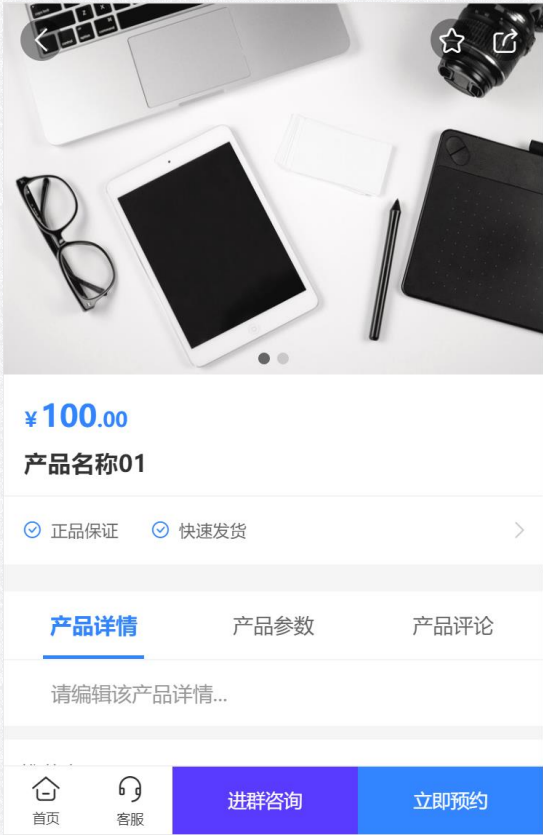 ¥100.00
产品名称01
正品保证 快速发货
产品详情 产品参数 产品评论
请编辑该产品详情...
首页 客服 进群咨询 立即预约